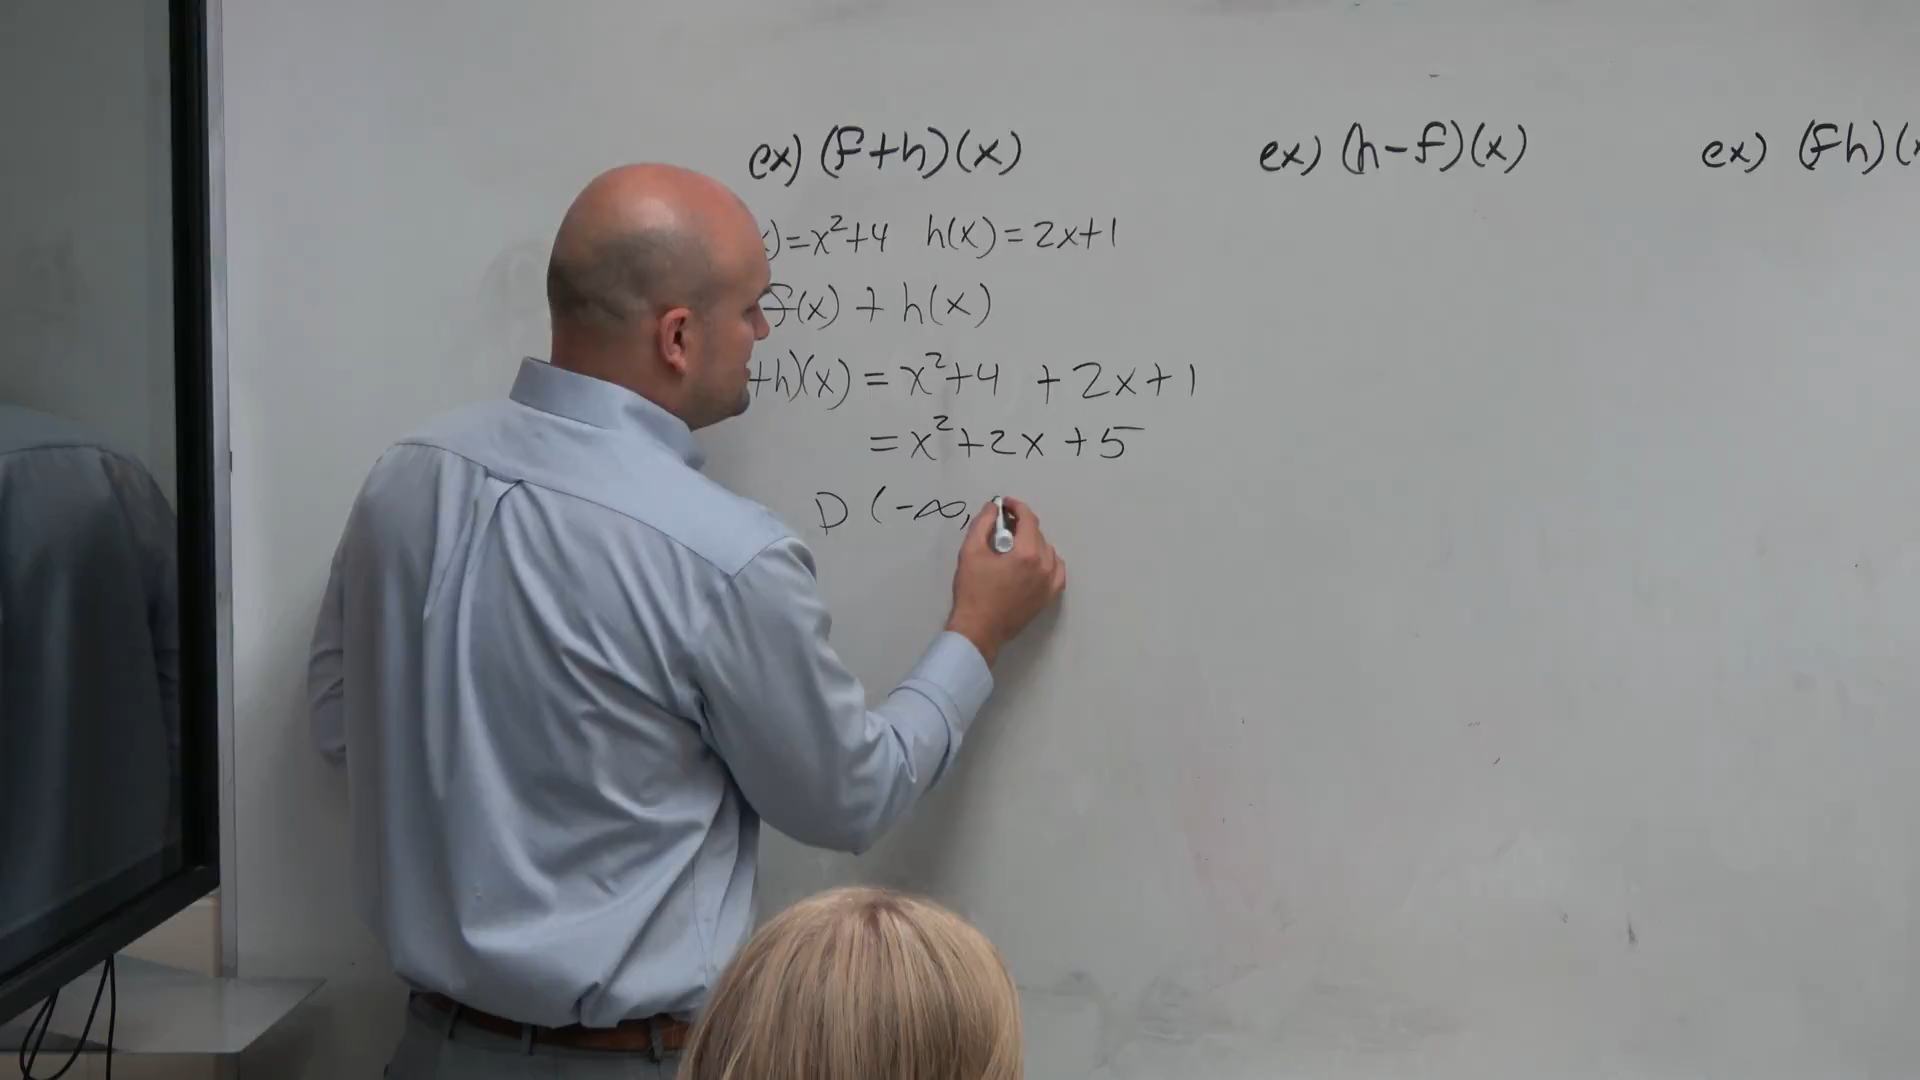 ex) (f+h)(x)
ex) (h-f)(x)
ex) (fh)(
)=x²+4 h(x)=2x+1
f(x) + h(x)
+h)(x) = x²+4 +2x+1
=x²+2x+5
D (-∞,